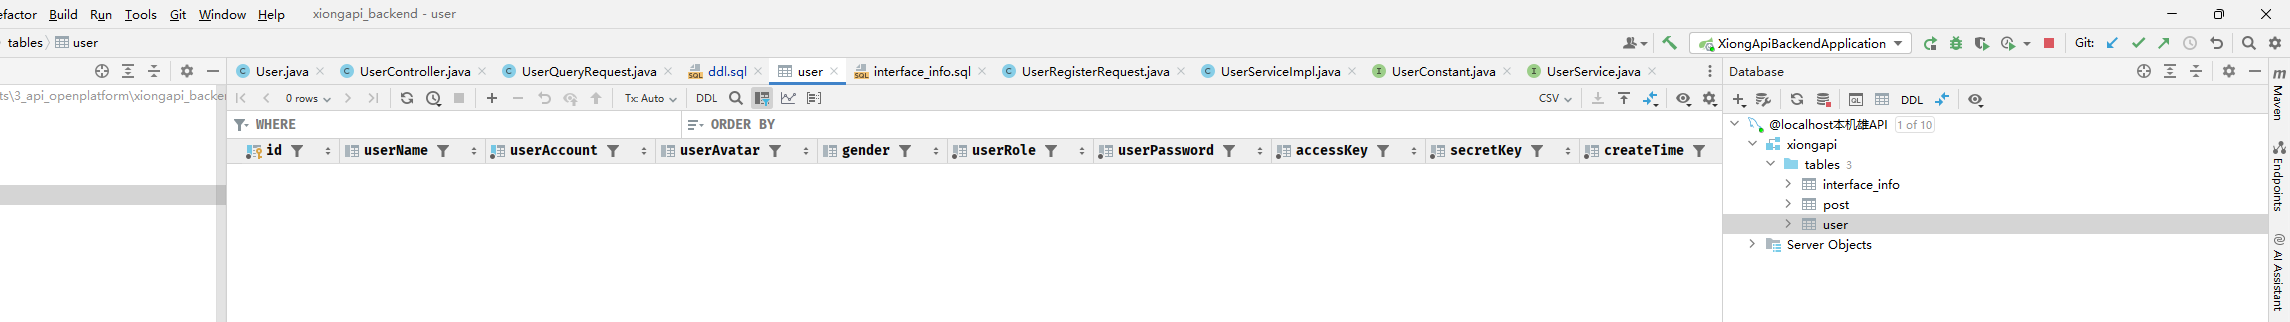 efactor Build Run Tools Git Window Help xiongapi_backend - user
tables user XiongApiBackendApplication Git:
User.java UserController.java UserQueryRequest.java ddl.sql user interface_info.sql UserRegisterRequest.java UserServiceImpl.java UserConstant.java UserService.java Database
ts\3_api_openplatform\xiongapi_backe 0 rows Tx: Auto DDL CSV DDL
WHERE ORDER BY
@localhost本机雄API 1 of 10
id userName userAccount userAvatar gender userRole userPassword accessKey secretKey createTime
xiongapi
tables 3
interface_info
post
user
Server Objects
m
Maven
Endpoints
AI Assistant